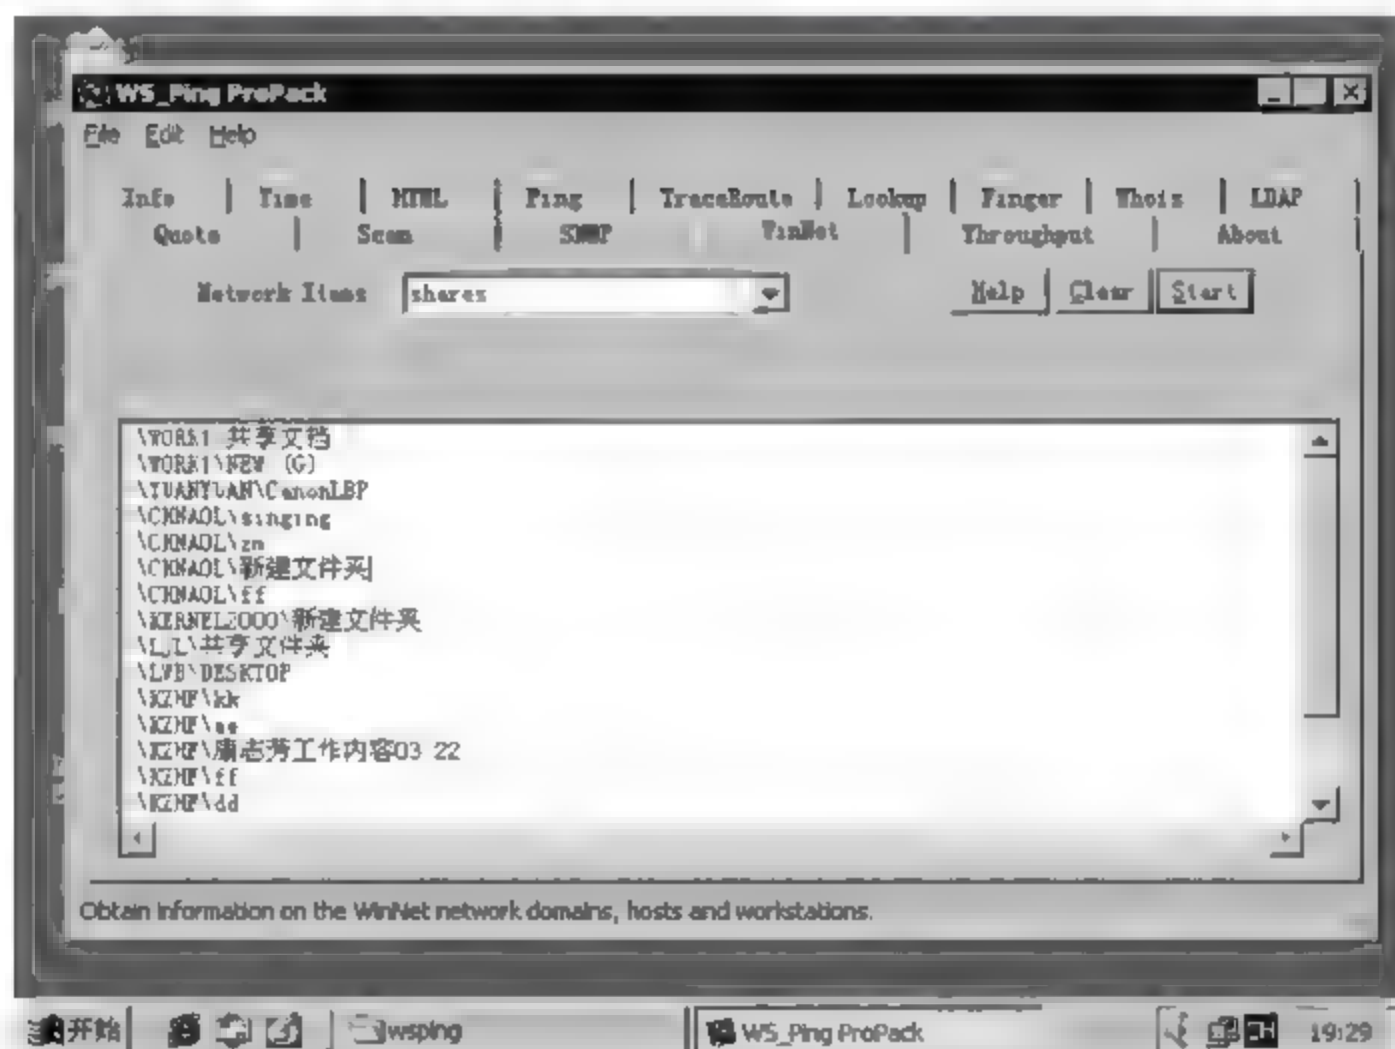 WS_Ping ProPack
File Edit Help
Info Time HTML Ping TraceRoute Lookup Finger Whois LDAP
Quote Scan SNMP WinNet Throughput About
Network Items shares Help Clear Start
\WORK1 共享文档
\WORK1\NEW (G)
\YUANYUAN\CanonLBP
\CHNAOL\singing
\CHNAOL\zn
\CHNAOL\新建文件夹
\CHNAOL\ff
\KERNEL2000\新建文件夹
\LJL\共享文件夹
\LWB\DESKTOP
\KZHF\kk
\KZHF\
\KZHF\康志芳工作内容03 22
\KZHF\ff
\KZHF\dd
Obtain information on the WinNet network domains, hosts and workstations.
开始 wsping WS_Ping ProPack CH 19:29